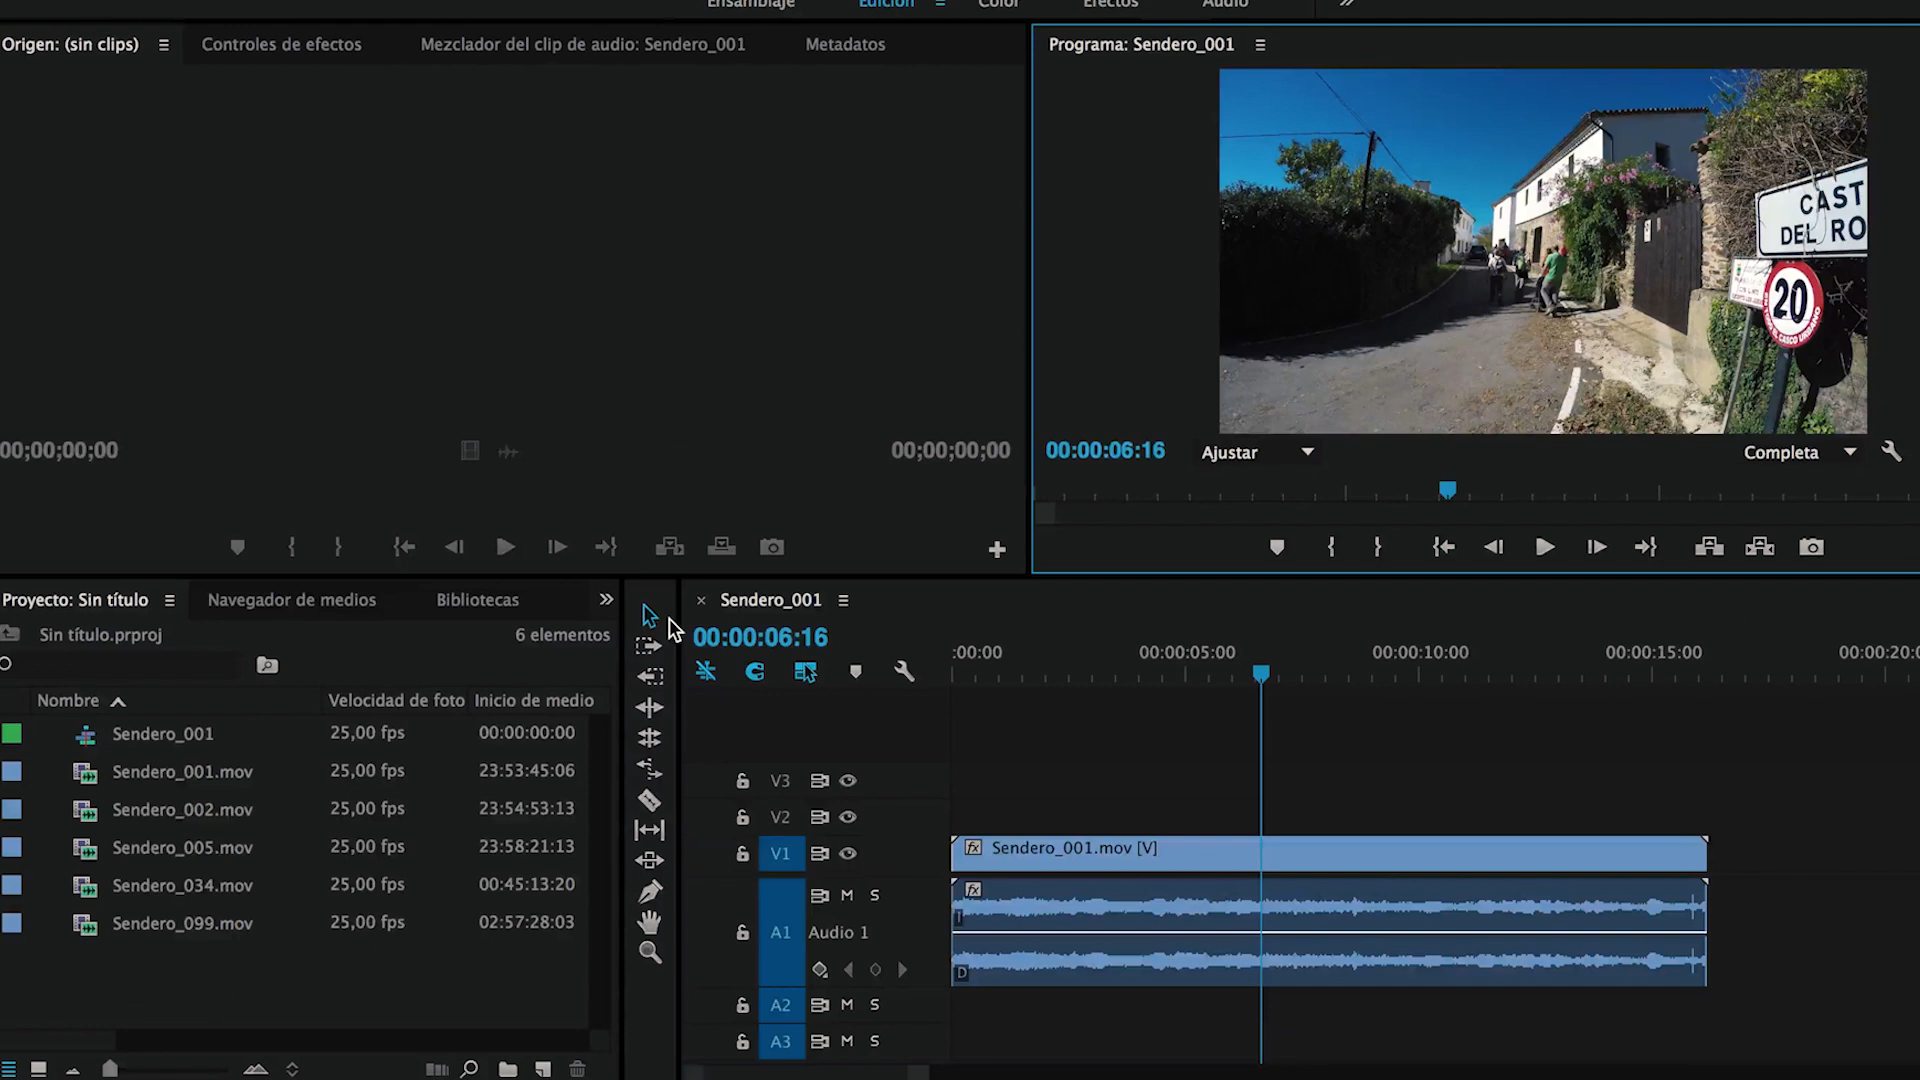 Ensamblaje Edición Color Efectos Audio
Origen: (sin clips) Controles de efectos Mezclador del clip de audio: Sendero_001 Metadatos
Programa: Sendero_001
CAST
DEL RO
20
00;00;00;00 00;00;00;00
00:00:06:16 Ajustar Completa
Proyecto: Sin título Navegador de medios Bibliotecas
Sin título.prproj 6 elementos
Nombre Velocidad de foto Inicio de medio
Sendero_001 25,00 fps 00:00:00:00
Sendero_001.mov 25,00 fps 23:53:45:06
Sendero_002.mov 25,00 fps 23:54:53:13
Sendero_005.mov 25,00 fps 23:58:21:13
Sendero_034.mov 25,00 fps 00:45:13:20
Sendero_099.mov 25,00 fps 02:57:28:03
Sendero_001
00:00:06:16
:00:00 00:00:05:00 00:00:10:00 00:00:15:00 00:00:20:0
V3
V2
V1
fx Sendero_001.mov [V]
M S
fx
A1 Audio 1
I
D
A2 M S
A3 M S